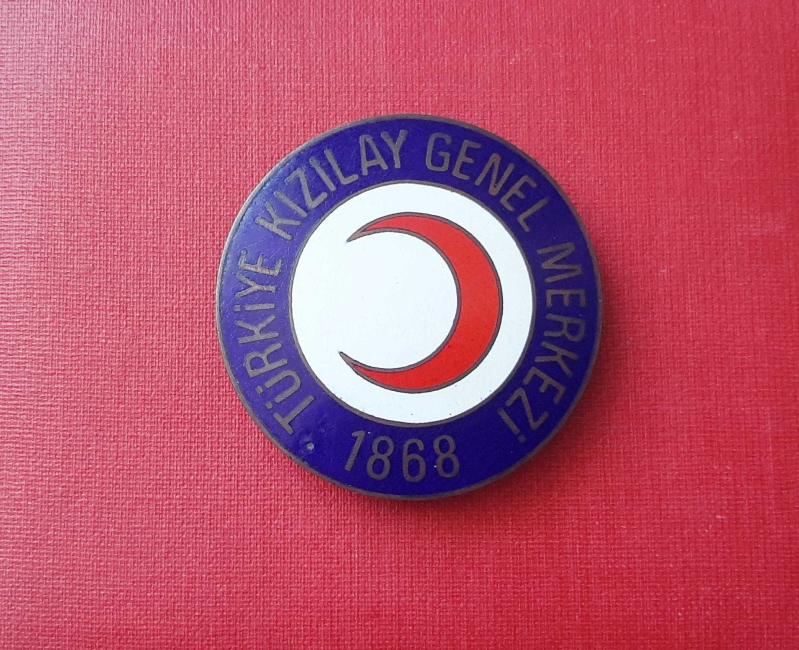 TÜRKİYE KIZILAY GENEL MERKEZİ
1868